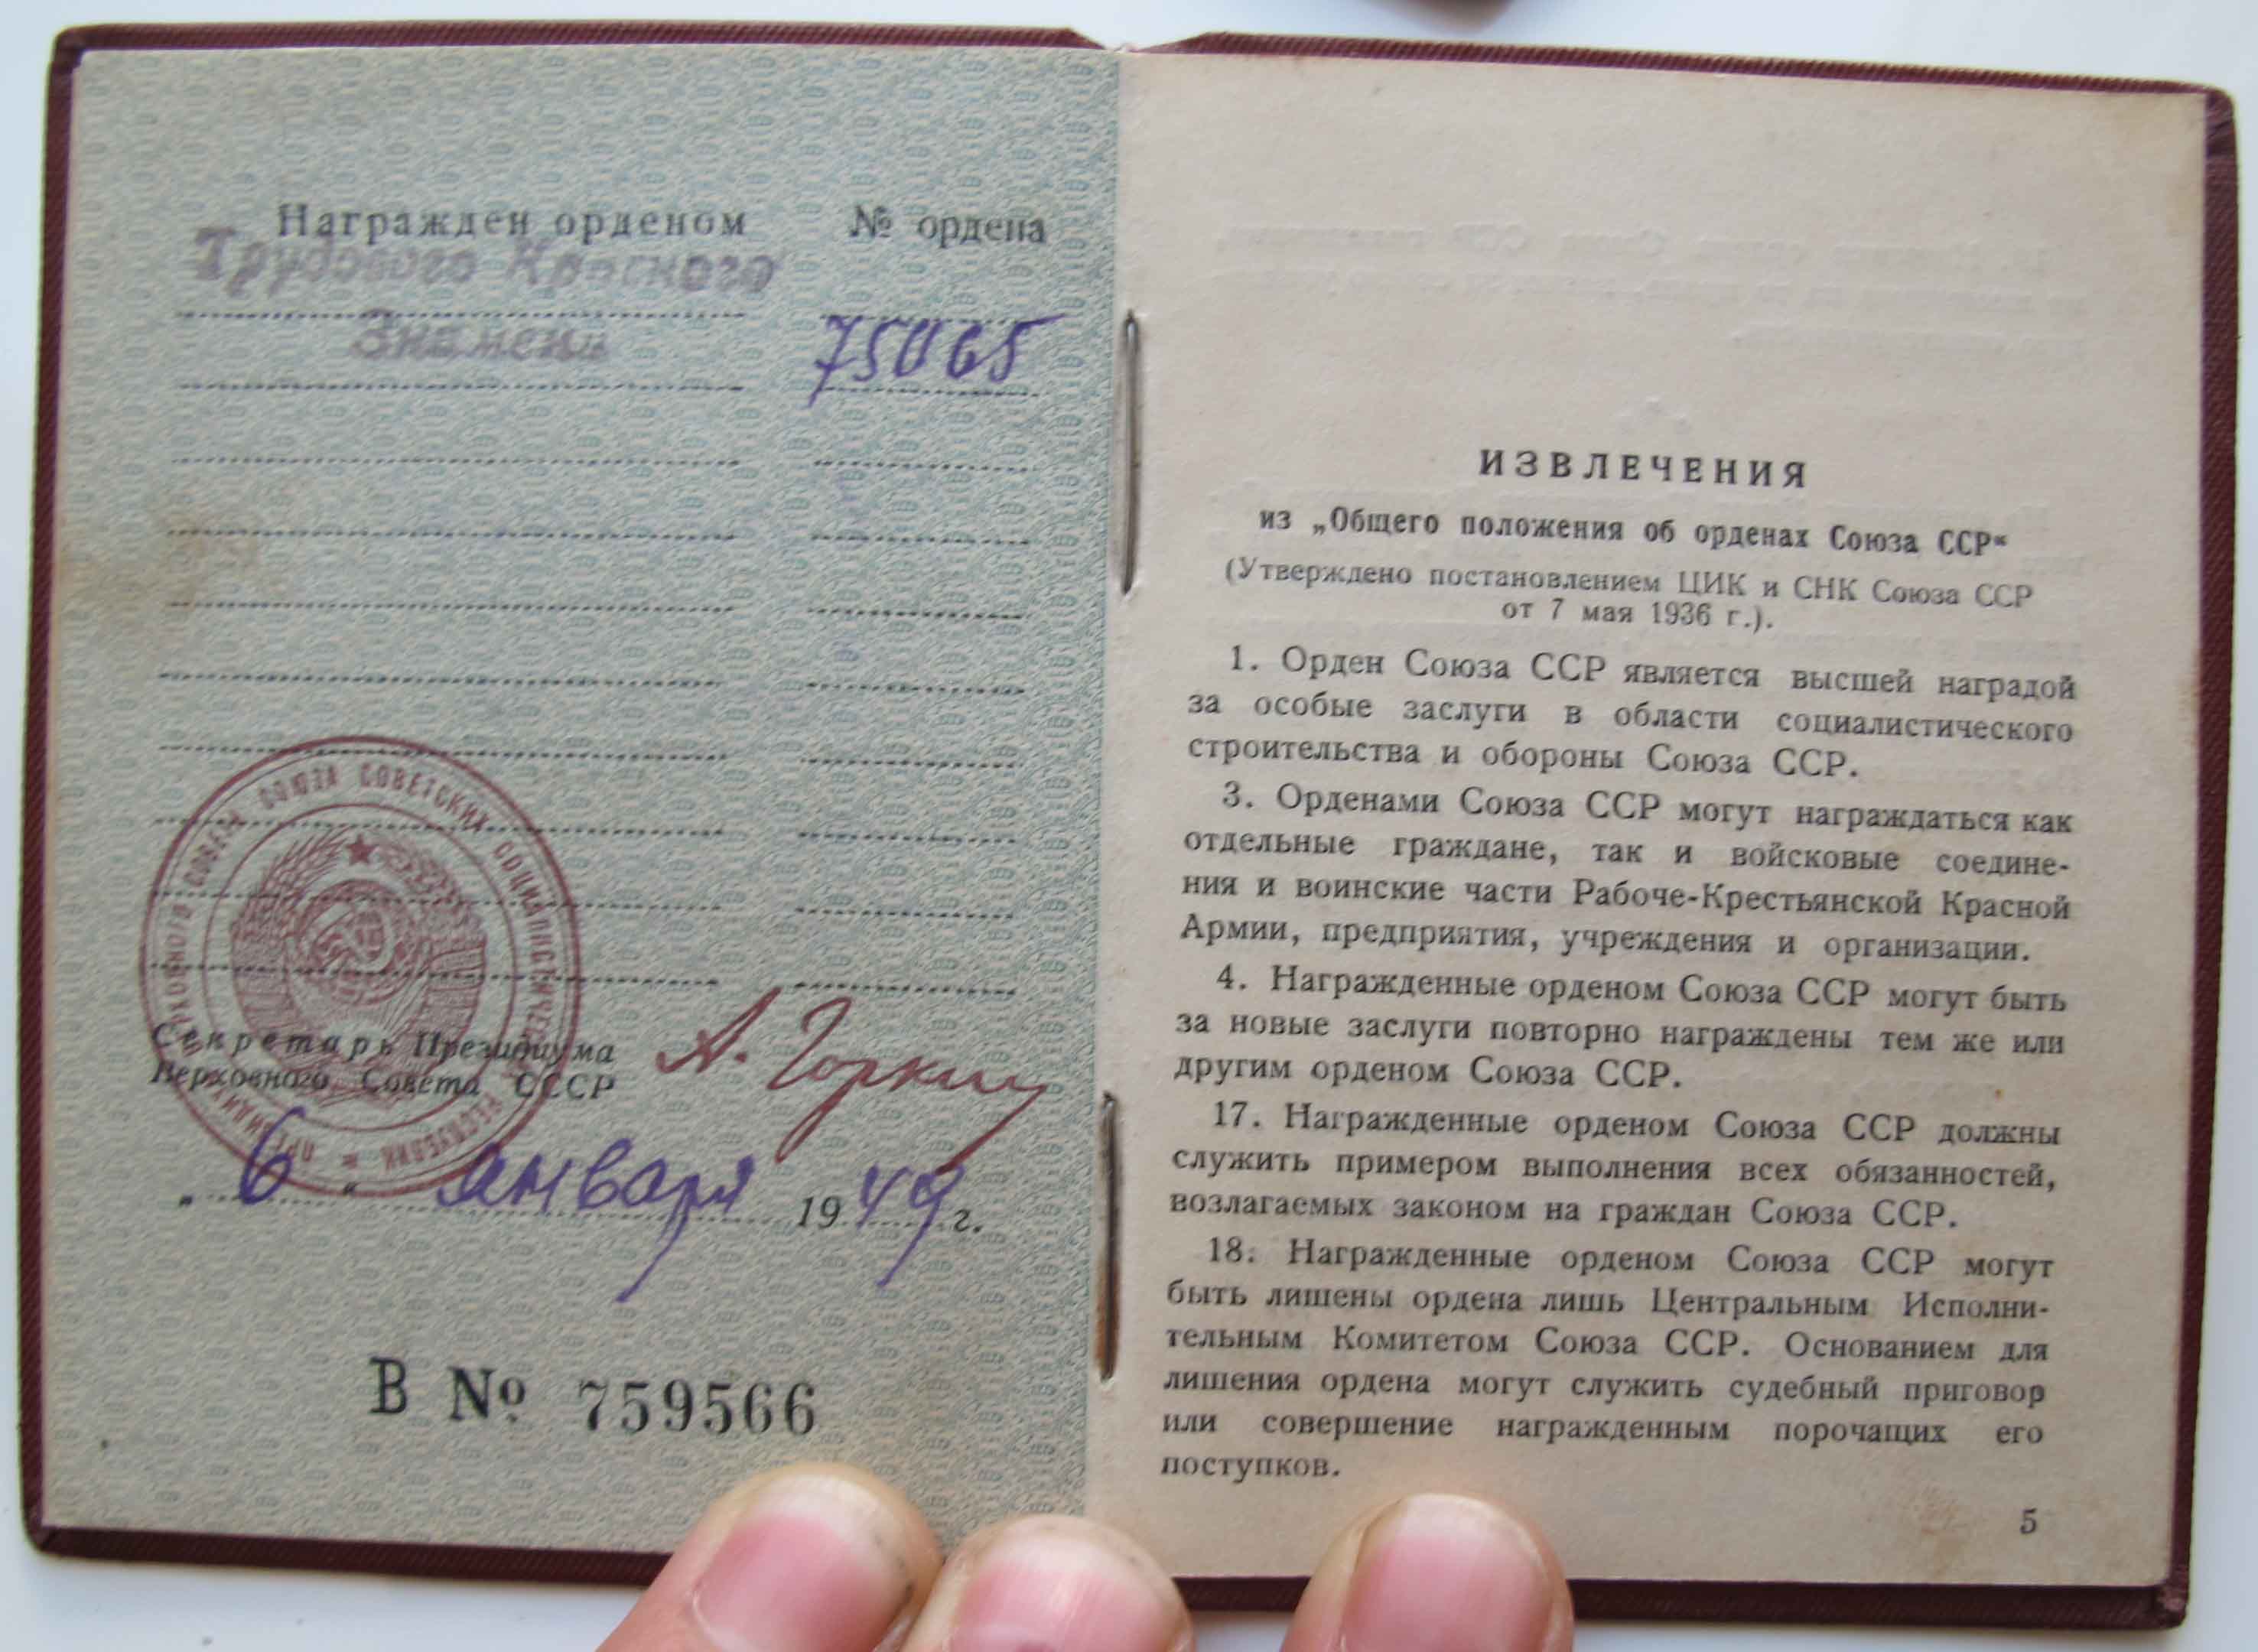 Награжден орденом № ордена
Трудового Красного
Знамени 75065
ПРЕЗИДИУМ ВЕРХОВНОГО СОВЕТА СОЮЗА СОВЕТСКИХ СОЦИАЛИСТИЧЕСКИХ РЕСПУБЛИК
Секретарь Президиума
Верховного Совета СССР А. Горкин
„6“ января 1949 г.
В № 759566
ИЗВЛЕЧЕНИЯ
из „Общего положения об орденах Союза ССР“
(Утверждено постановлением ЦИК и СНК Союза ССР
от 7 мая 1936 г.).
1. Орден Союза ССР является высшей наградой
за особые заслуги в области социалистического
строительства и обороны Союза ССР.
3. Орденами Союза ССР могут награждаться как
отдельные граждане, так и войсковые соедине-
ния и воинские части Рабоче-Крестьянской Красной
Армии, предприятия, учреждения и организации.
4. Награжденные орденом Союза ССР могут быть
за новые заслуги повторно награждены тем же или
другим орденом Союза ССР.
17. Награжденные орденом Союза ССР должны
служить примером выполнения всех обязанностей,
возлагаемых законом на граждан Союза ССР.
18. Награжденные орденом Союза ССР могут
быть лишены ордена лишь Центральным Исполни-
тельным Комитетом Союза ССР. Основанием для
лишения ордена могут служить судебный приговор
или совершение награжденным порочащих его
поступков.
5